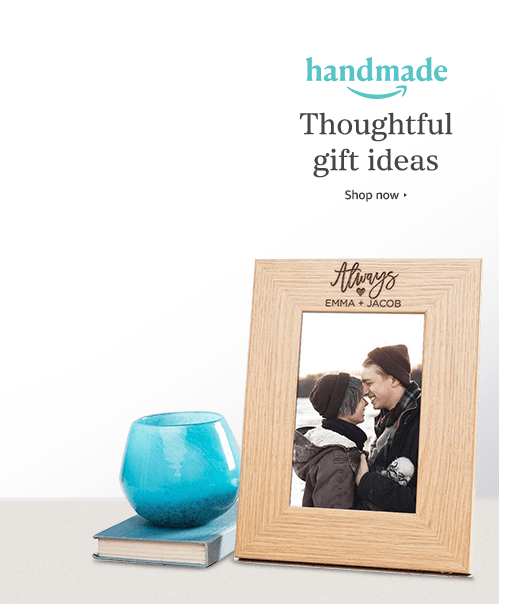 handmade
Thoughtful
gift ideas
Shop now ▸
Always
EMMA + JACOB